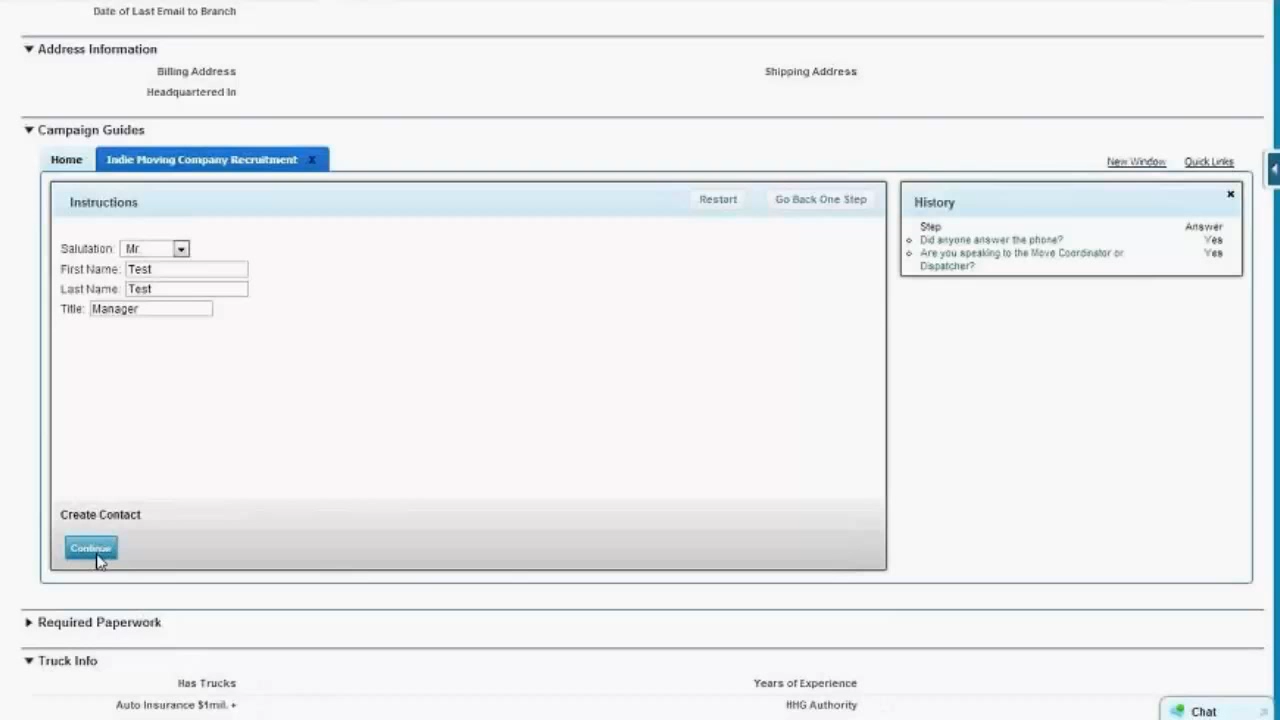 Date of Last Email to Branch
Address Information
Billing Address
Shipping Address
Headquartered In
Campaign Guides
Home
Indie Moving Company Recruitment X
New Window
Quick Links
Instructions
Restart
Go Back One Step
Salutation: Mr.
First Name: Test
Last Name: Test
Title: Manager
Create Contact
Continue
History
Step Answer
Did anyone answer the phone? Yes
Are you speaking to the Move Coordinator or Yes
Dispatcher?
Required Paperwork
Truck Info
Has Trucks
Years of Experience
Auto Insurance $1mil. +
HHG Authority
Chat